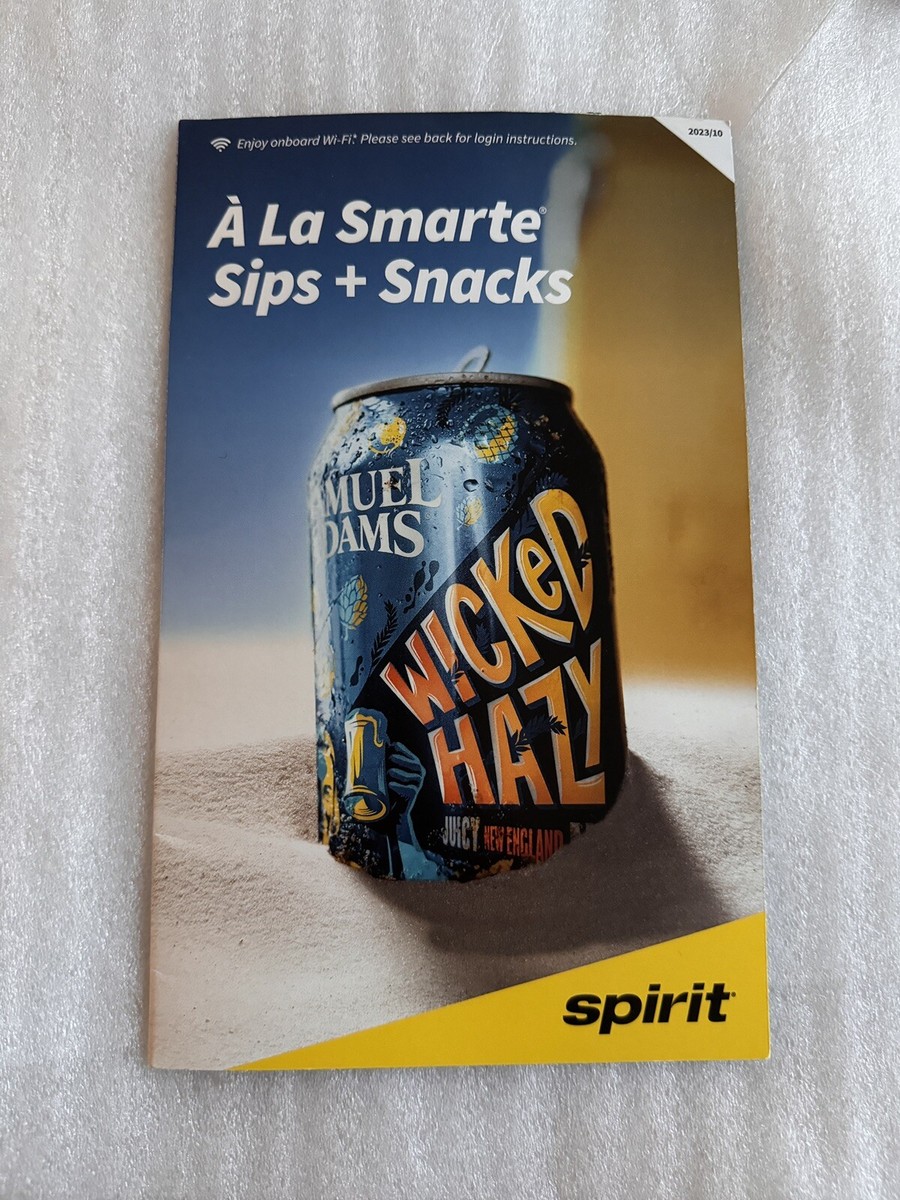 Enjoy onboard Wi-Fi.* Please see back for login instructions.
2023/10
À La Smarte®
Sips + Snacks
MUEL
DAMS
WiCKeD
HAZY
JUICY NEW ENGLAND
spirit